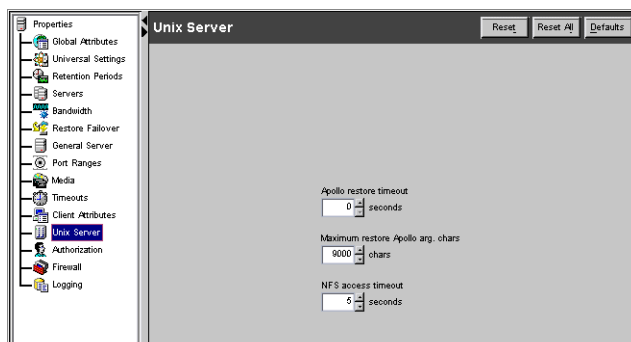 Properties
Global Attributes
Universal Settings
Retention Periods
Servers
Bandwidth
Restore Failover
General Server
Port Ranges
Media
Timeouts
Client Attributes
Unix Server
Authorization
Firewall
Logging
Unix Server
Reset
Reset All
Defaults
Apollo restore timeout
0 seconds
Maximum restore Apollo arg. chars
9000 chars
NFS access timeout
5 seconds